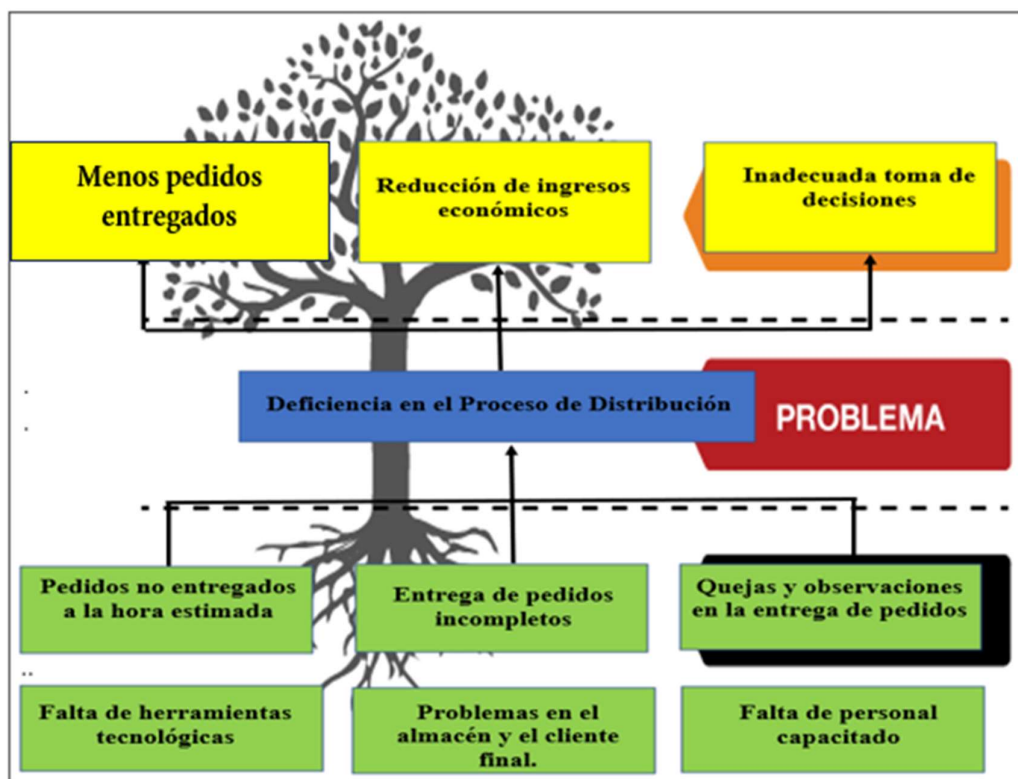 Menos pedidos
entregados
Reducción de ingresos
económicos
Inadecuada toma de
decisiones
Deficiencia en el Proceso de Distribución
PROBLEMA
Pedidos no entregados
a la hora estimada
Entrega de pedidos
incompletos
Quejas y observaciones
en la entrega de pedidos
Falta de herramientas
tecnológicas
Problemas en el
almacén y el cliente
final.
Falta de personal
capacitado